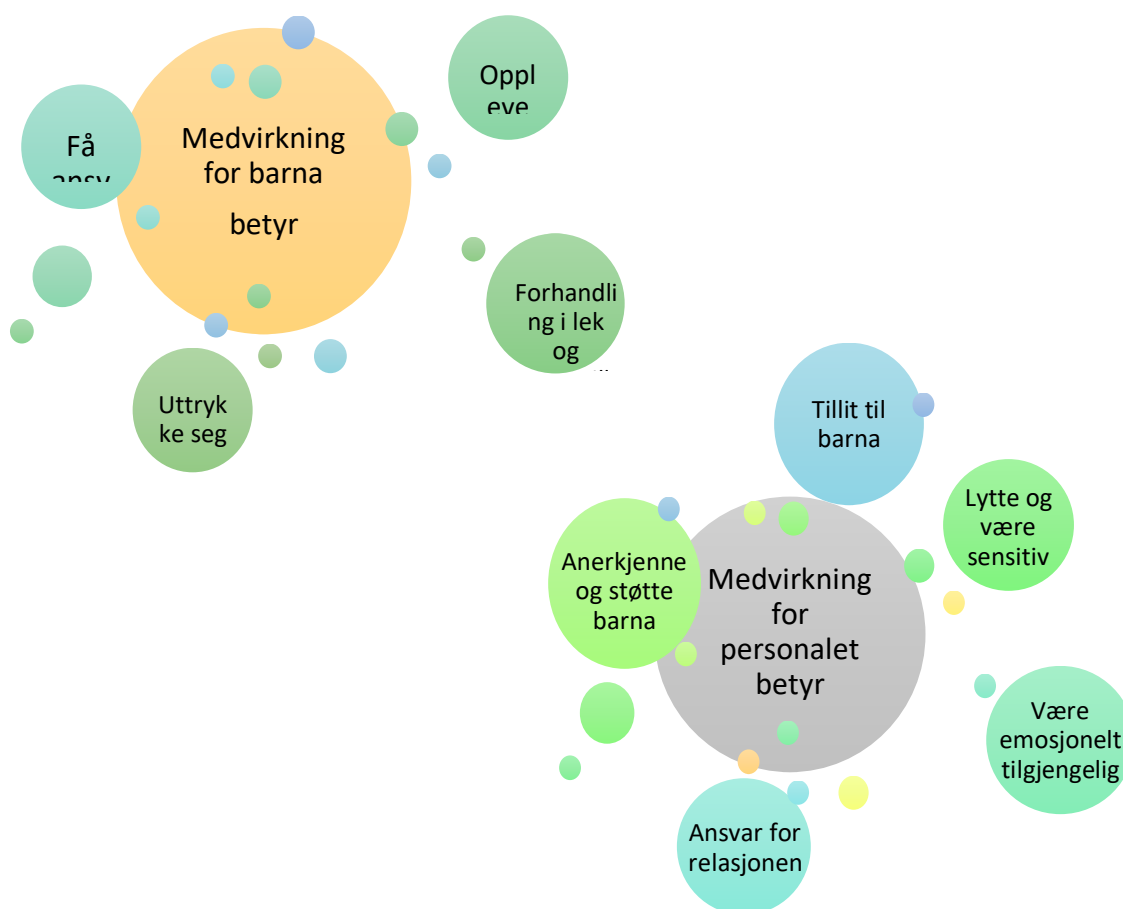 Medvirkning
for barna
betyr
Oppl
eve
Få
Forhandli
ng i lek
og
Uttryk
ke seg
Medvirkning
for
personalet
betyr
Tillit til
barna
Lytte og
være
sensitiv
Være
emosjonelt
tilgjengelig
Ansvar for
relasjonen
Anerkjenne
og støtte
barna